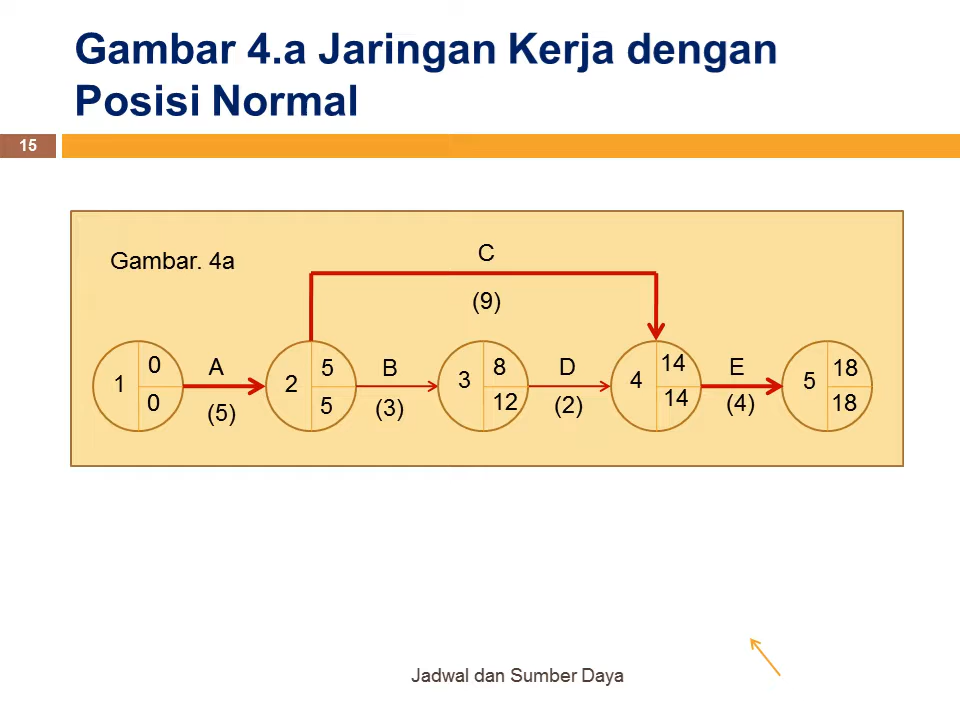 Gambar 4.a Jaringan Kerja dengan
Posisi Normal
15
Gambar. 4a
C
(9)
1
0
0
A
(5)
2
5
5
B
(3)
3
8
12
D
(2)
4
14
14
E
(4)
5
18
18
Jadwal dan Sumber Daya